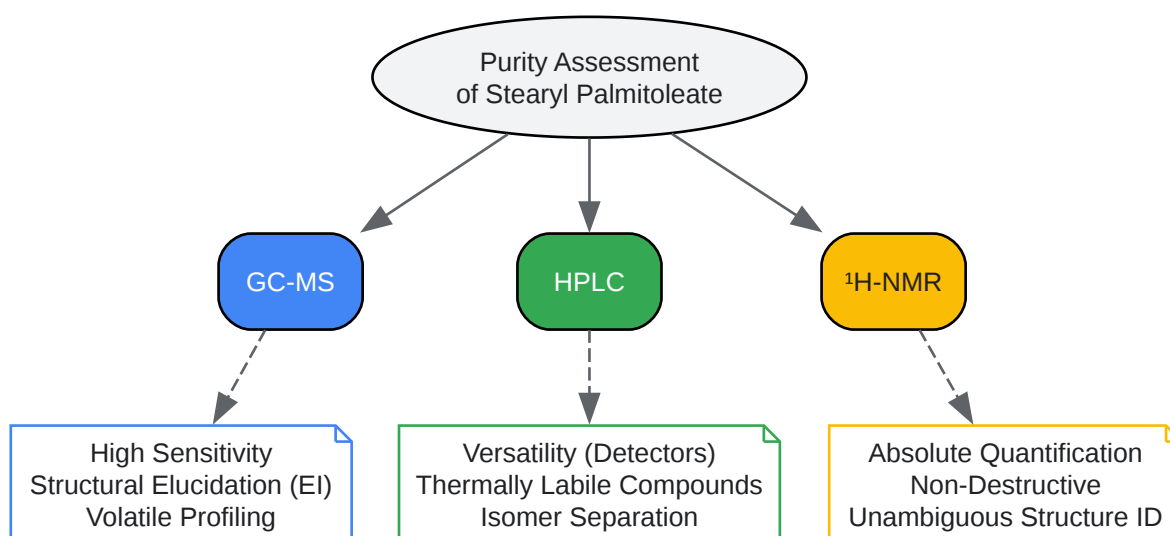 Purity Assessment
of Stearyl Palmitoleate
GC-MS
HPLC
¹H-NMR
High Sensitivity
Structural Elucidation (EI)
Volatile Profiling
Versatility (Detectors)
Thermally Labile Compounds
Isomer Separation
Absolute Quantification
Non-Destructive
Unambiguous Structure ID